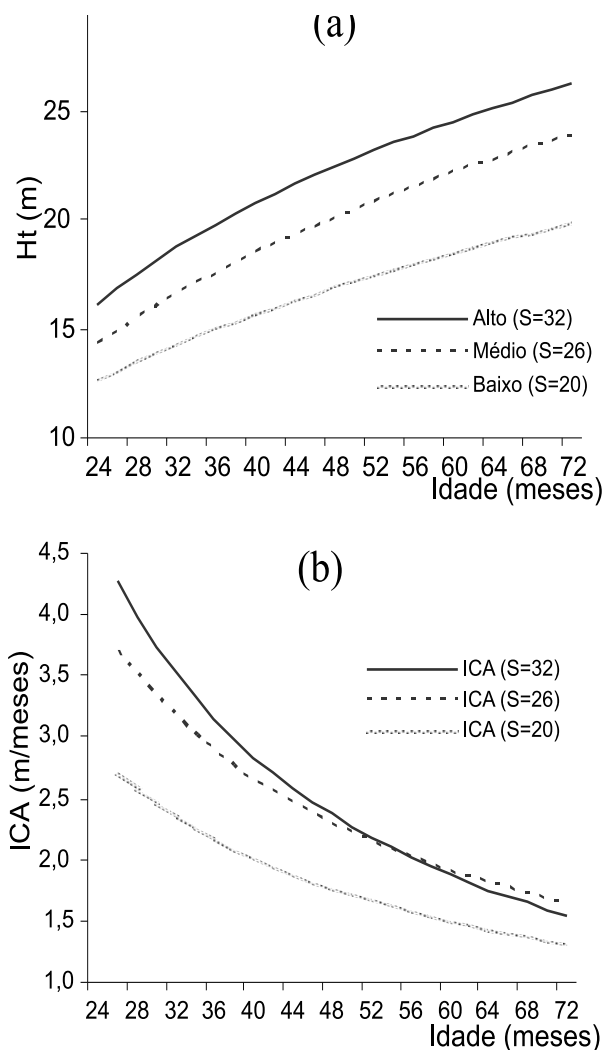 (a)
Ht (m)
25
20
15
10
Alto (S=32)
Médio (S=26)
Baixo (S=20)
24 28 32 36 40 44 48 52 56 60 64 68 72
Idade (meses)
(b)
ICA (m/meses)
4,5
4,0
3,5
3,0
2,5
2,0
1,5
1,0
ICA (S=32)
ICA (S=26)
ICA (S=20)
24 28 32 36 40 44 48 52 56 60 64 68 72
Idade (meses)